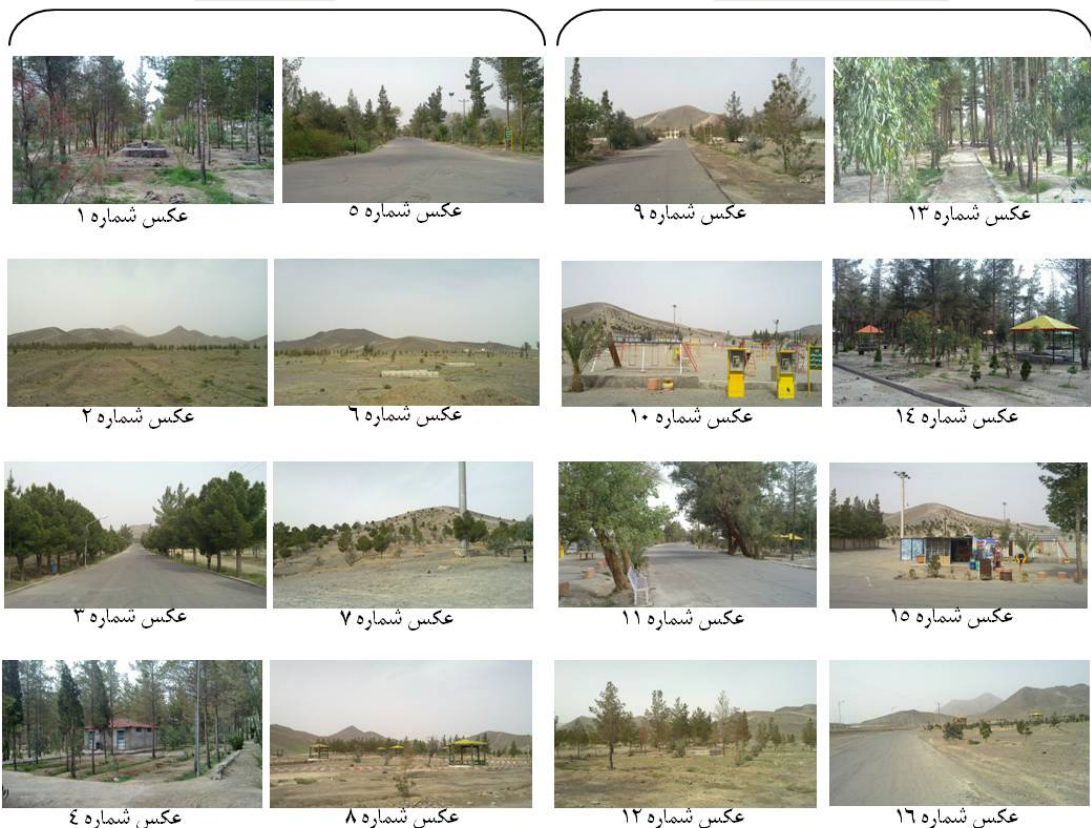 عکس شماره ۱
عکس شماره ۵
عکس شماره ۹
عکس شماره ۱۳
عکس شماره ۲
عکس شماره ۶
عکس شماره ۱۰
عکس شماره ۱۴
عکس شماره ۳
عکس شماره ۷
عکس شماره ۱۱
عکس شماره ۱۵
عکس شماره ٤
عکس شماره ۸
عکس شماره ۱۲
عکس شماره ۱٦